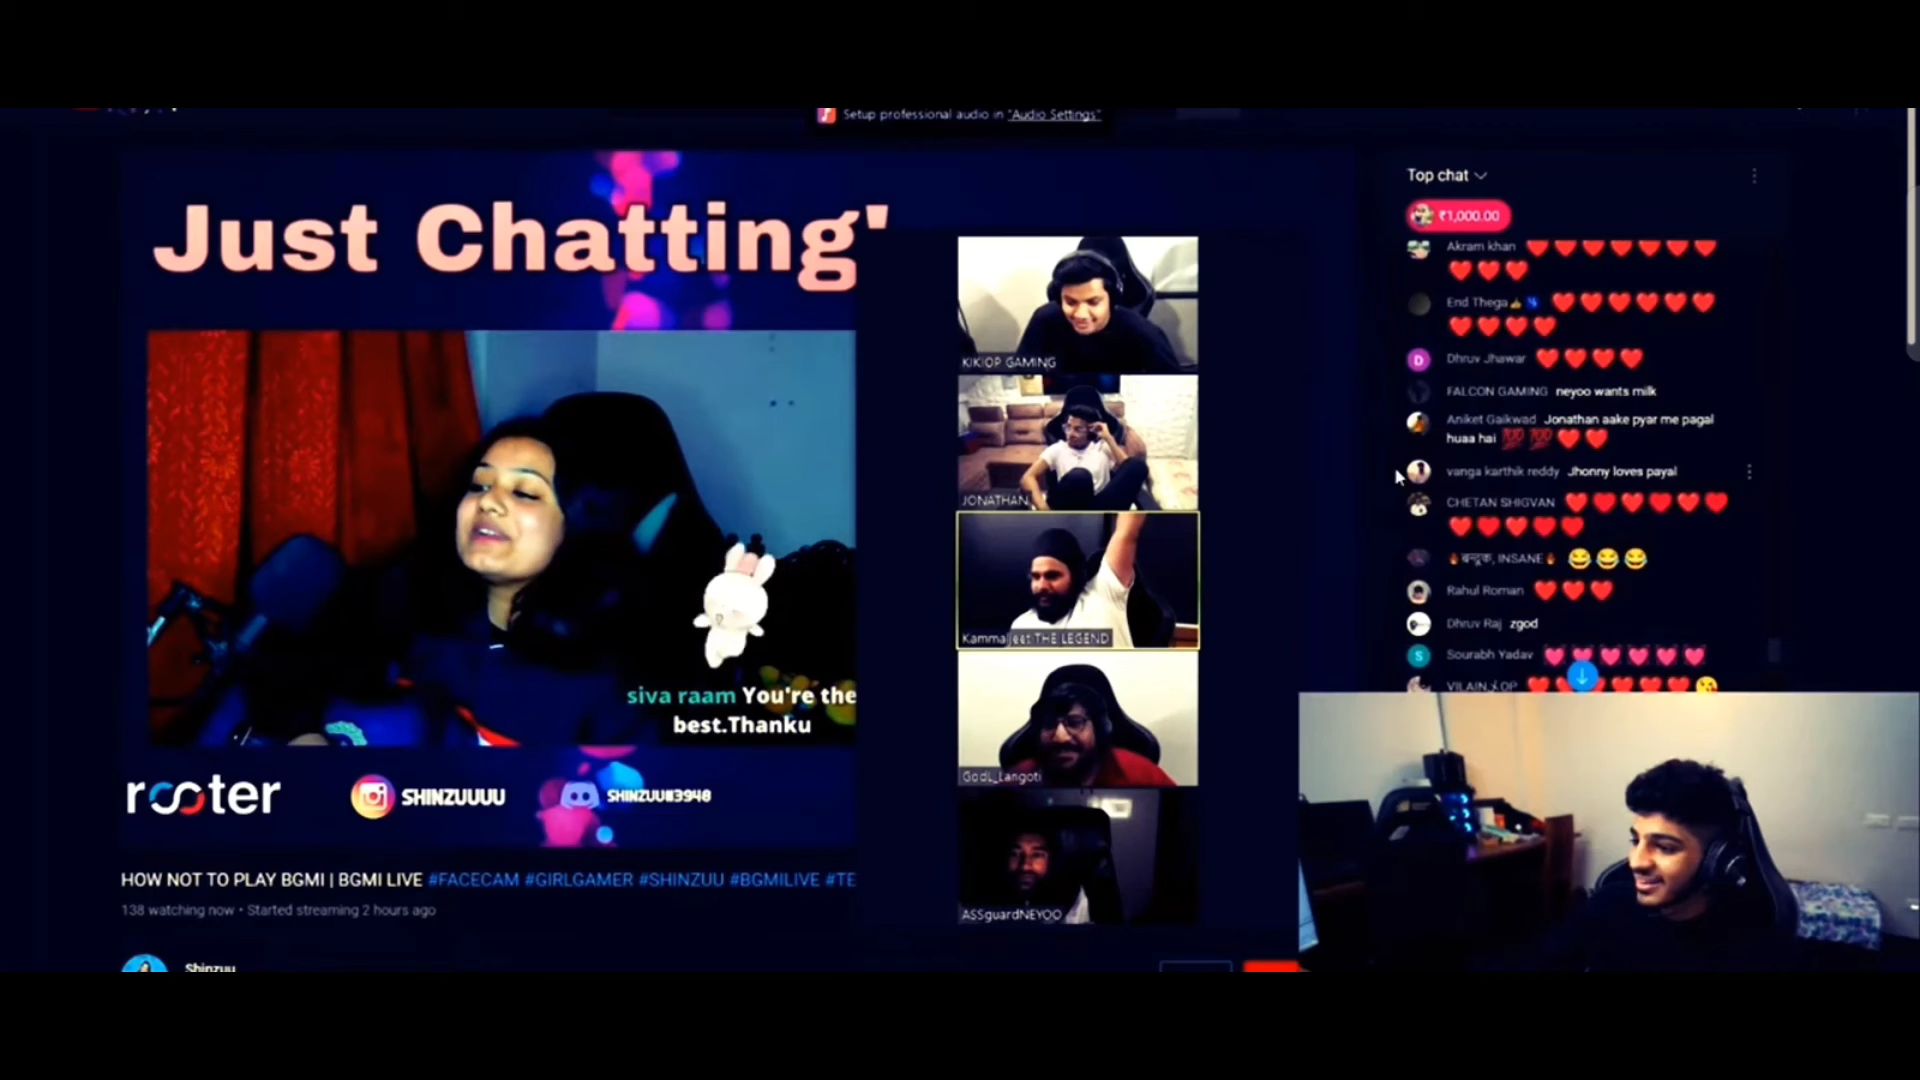 Setup professional audio in "Audio Settings"
Just Chatting'
siva raam You're the
best.Thanku
rooter
SHINZUUUU
SHINZUU#3948
HOW NOT TO PLAY BGMI | BGMI LIVE #FACECAM #GIRLGAMER #SHINZUU #BGMILIVE #TE
138 watching now • Started streaming 2 hours ago
Shinzuu
KIKIOP GAMING
JONATHAN
Kammaljeet THE LEGEND
GodL_Langoti
ASSguardNEYOO
Top chat
₹1,000.00
Akram khan ❤️❤️❤️❤️❤️❤️❤️
❤️❤️❤️
End Thega ❤️❤️❤️❤️❤️❤️
❤️❤️❤️❤️
D Dhruv Jhawar ❤️❤️❤️❤️
FALCON GAMING neyoo wants milk
Aniket Gaikwad Jonathan aake pyar me pagal
huaa hai 💯💯❤️❤️
vanga karthik reddy Jhonny loves payal
CHETAN SHIGVAN ❤️❤️❤️❤️❤️❤️
❤️❤️❤️❤️❤️
🔥बन्दूक, INSANE🔥 😂😂😂
Rahul Roman ❤️❤️❤️
Dhruv Raj zgod
S Sourabh Yadav 💓💓💓💓💓💓